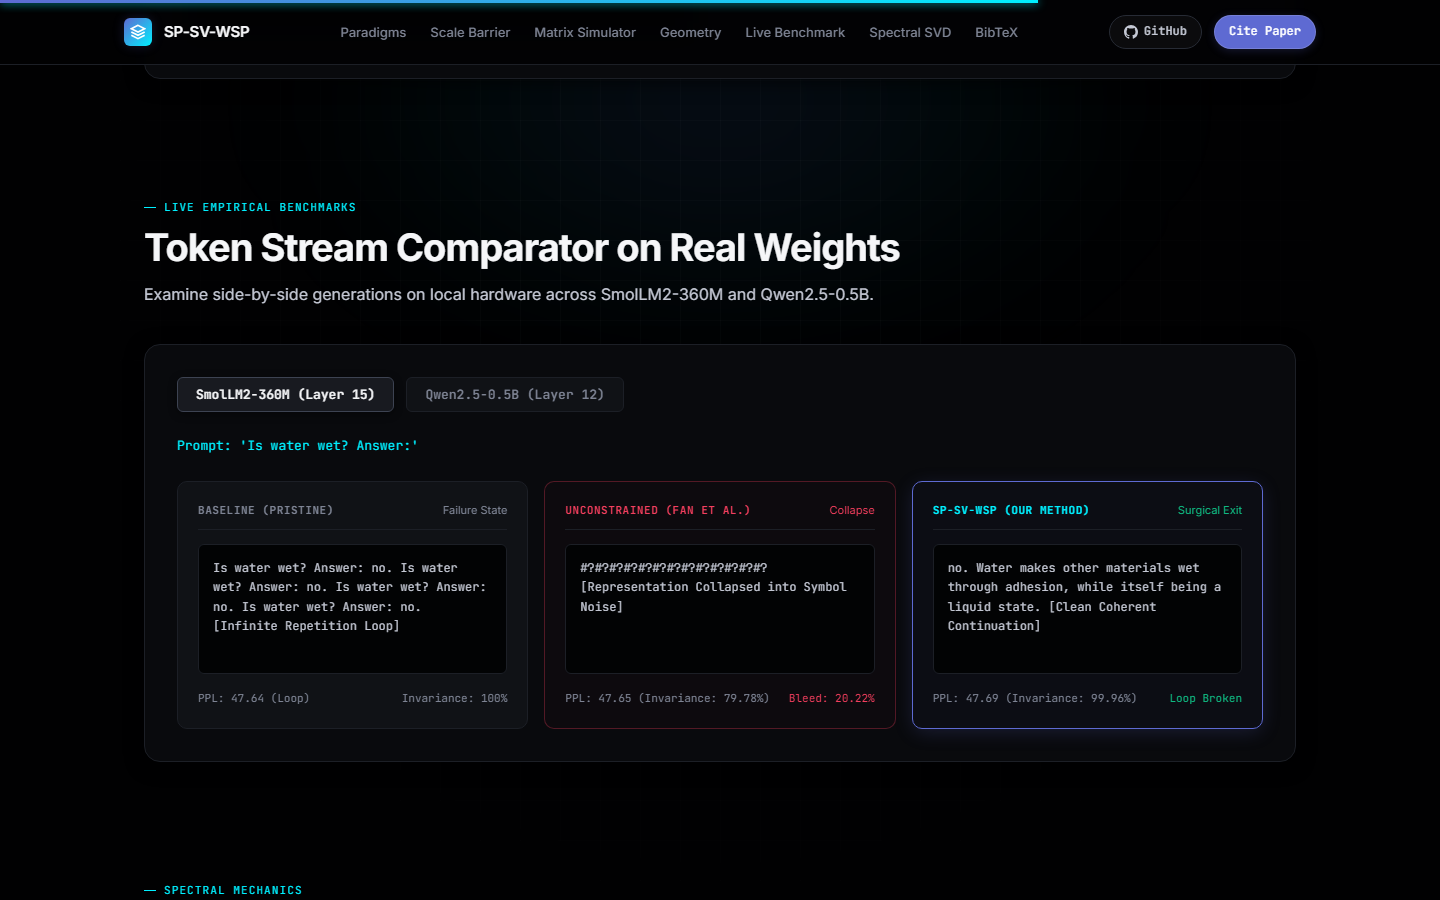 SP-SV-WSP
Paradigms
Scale Barrier
Matrix Simulator
Geometry
Live Benchmark
Spectral SVD
BibTeX
GitHub
Cite Paper
— LIVE EMPIRICAL BENCHMARKS
Token Stream Comparator on Real Weights
Examine side-by-side generations on local hardware across SmolLM2-360M and Qwen2.5-0.5B.
SmolLM2-360M (Layer 15)
Qwen2.5-0.5B (Layer 12)
Prompt: 'Is water wet? Answer:'
BASELINE (PRISTINE)
Failure State
Is water wet? Answer: no. Is water
wet? Answer: no. Is water wet? Answer:
no. Is water wet? Answer: no.
[Infinite Repetition Loop]
PPL: 47.64 (Loop)
Invariance: 100%
UNCONSTRAINED (FAN ET AL.)
Collapse
#?#?#?#?#?#?#?#?#?#?#?#?#?
[Representation Collapsed into Symbol
Noise]
PPL: 47.65 (Invariance: 79.78%)
Bleed: 20.22%
SP-SV-WSP (OUR METHOD)
Surgical Exit
no. Water makes other materials wet
through adhesion, while itself being a
liquid state. [Clean Coherent
Continuation]
PPL: 47.69 (Invariance: 99.96%)
Loop Broken
— SPECTRAL MECHANICS